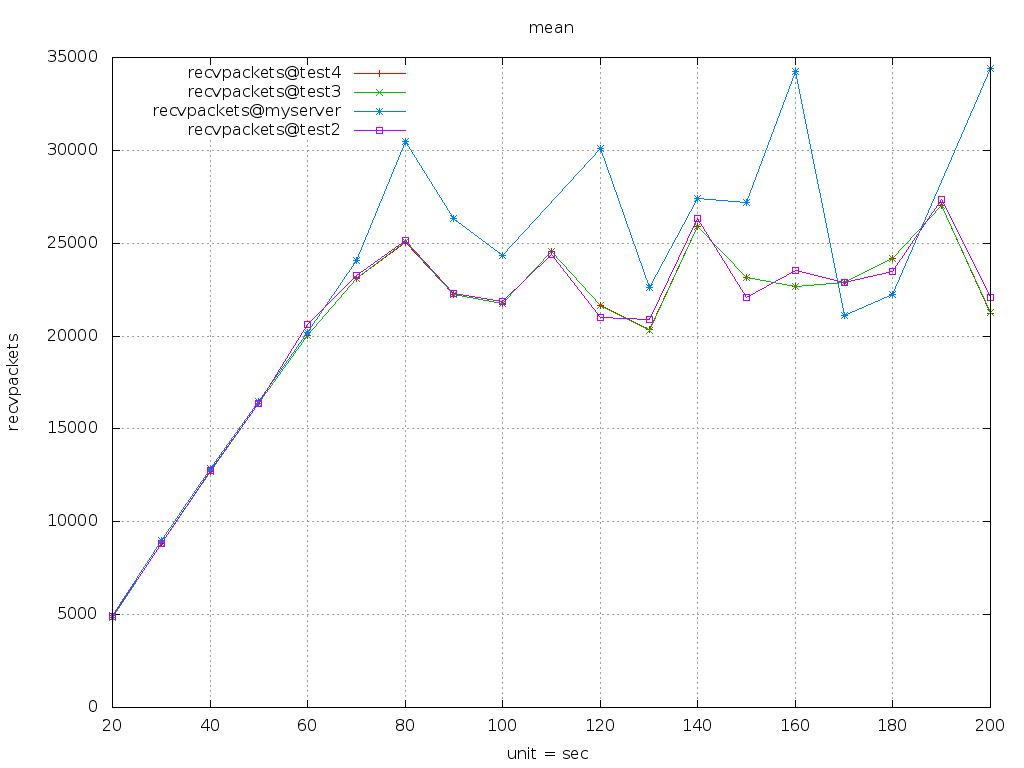 mean
35000
30000
25000
20000
15000
10000
5000
0
recvpackets@test4
recvpackets@test3
recvpackets@myserver
recvpackets@test2
recvpackets
20 40 60 80 100 120 140 160 180 200
unit = sec